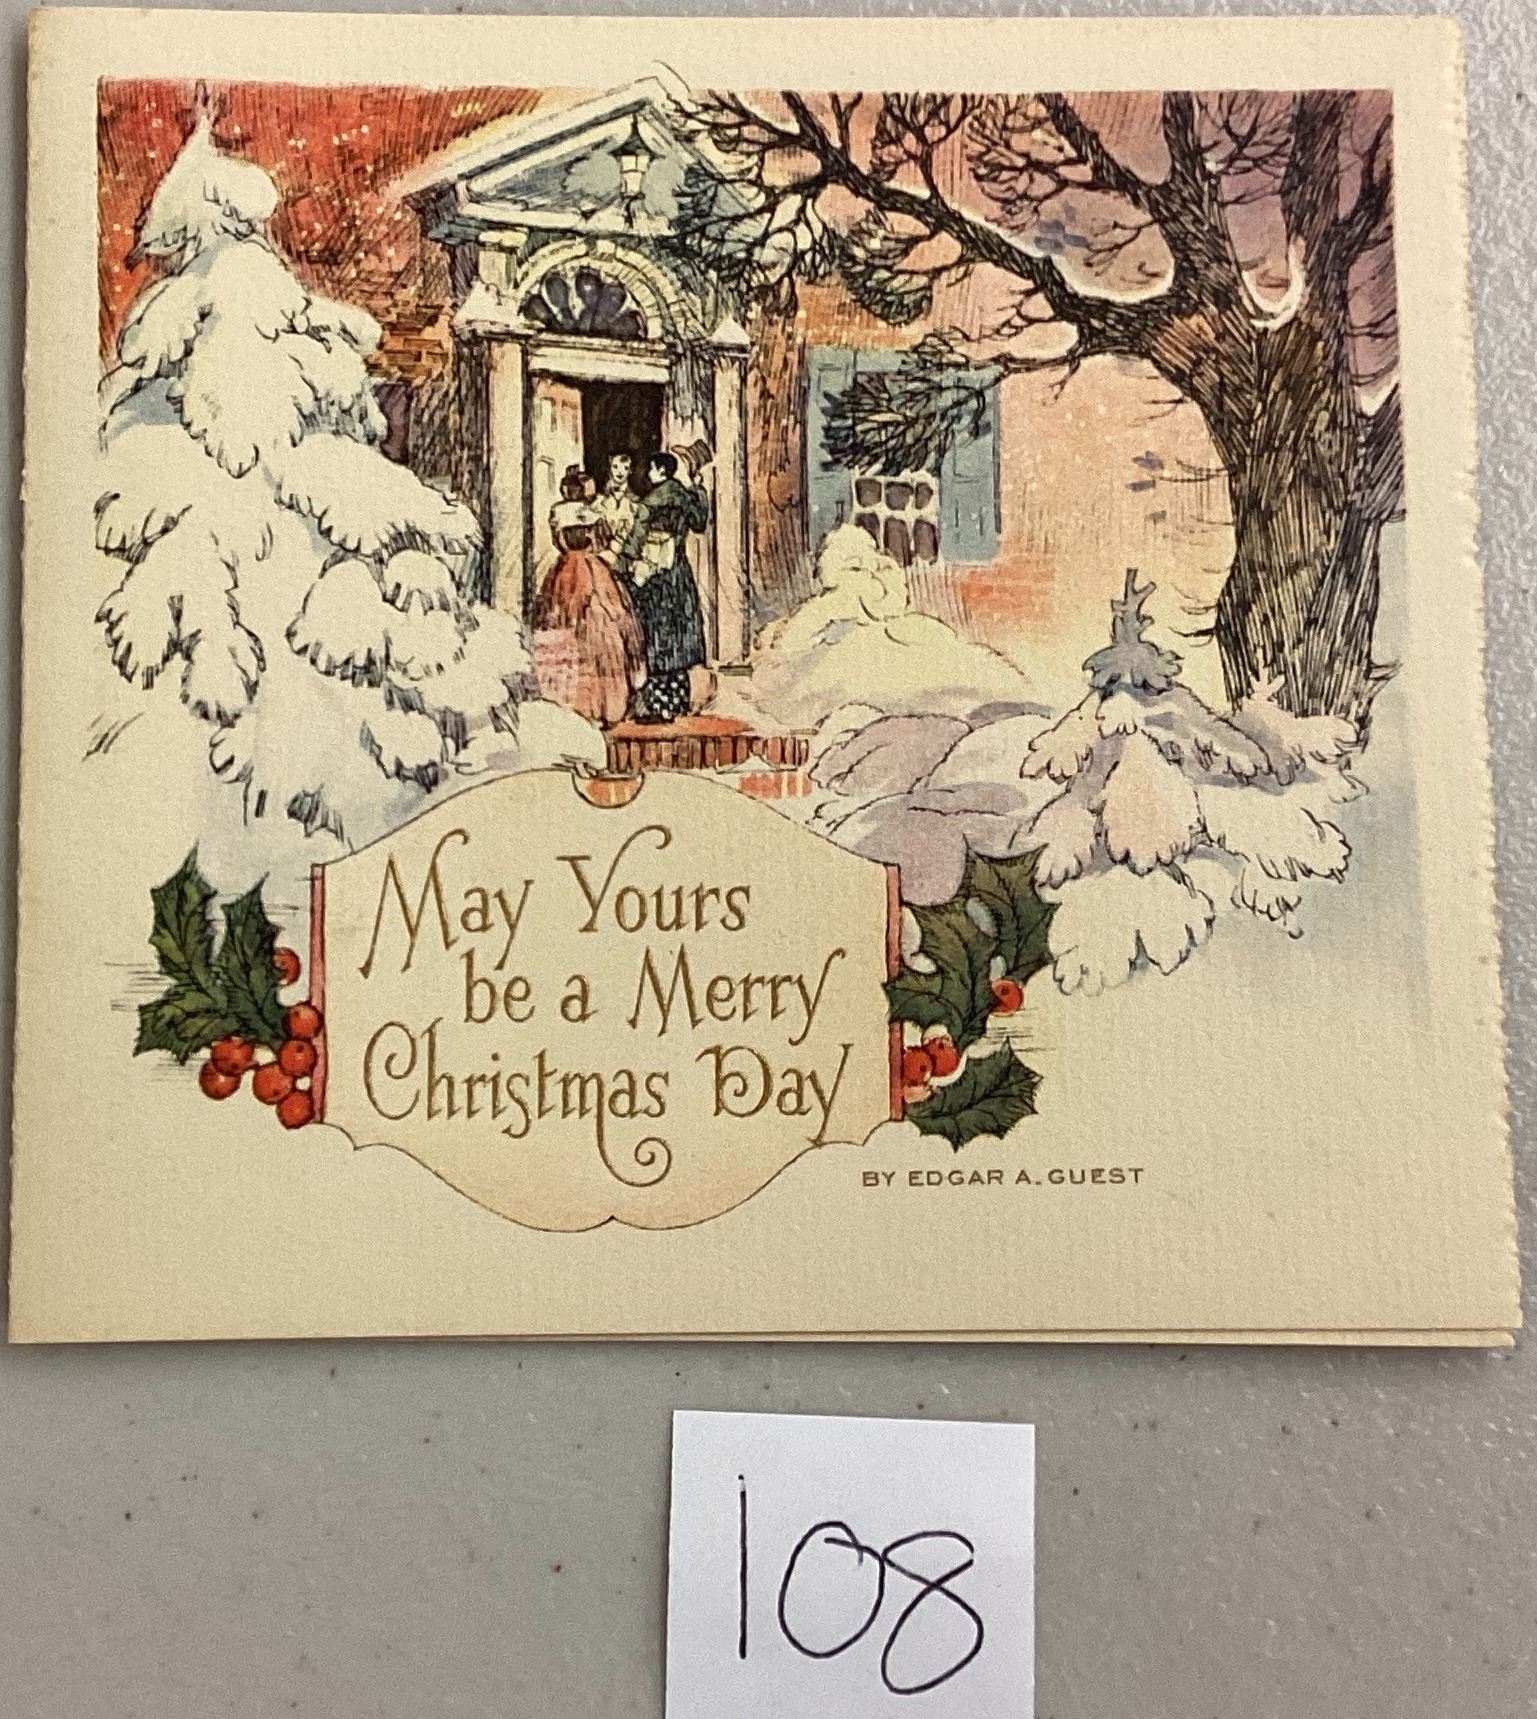 May Yours
be a Merry
Christmas Day
BY EDGAR A. GUEST
108